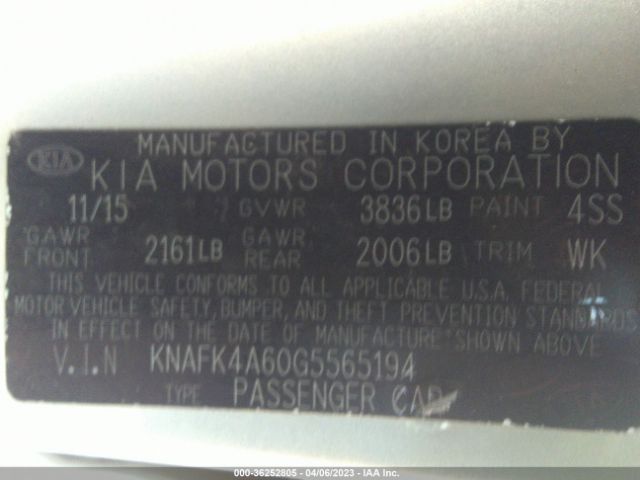 MANUFACTURED IN KOREA BY
KIA KIA MOTORS CORPORATION
11/15 GVWR 3836LB PAINT 4SS
GAWR FRONT 2161LB GAWR REAR 2006LB TRIM WK
THIS VEHICLE CONFORMS TO ALL APPLICABLE U.S.A. FEDERAL
MOTOR VEHICLE SAFETY, BUMPER, AND THEFT PREVENTION STANDARDS
IN EFFECT ON THE DATE OF MANUFACTURE SHOWN ABOVE
V.I.N KNAFK4A60G5565194
TYPE PASSENGER CAR
000-36252805 - 04/06/2023 - IAA Inc.